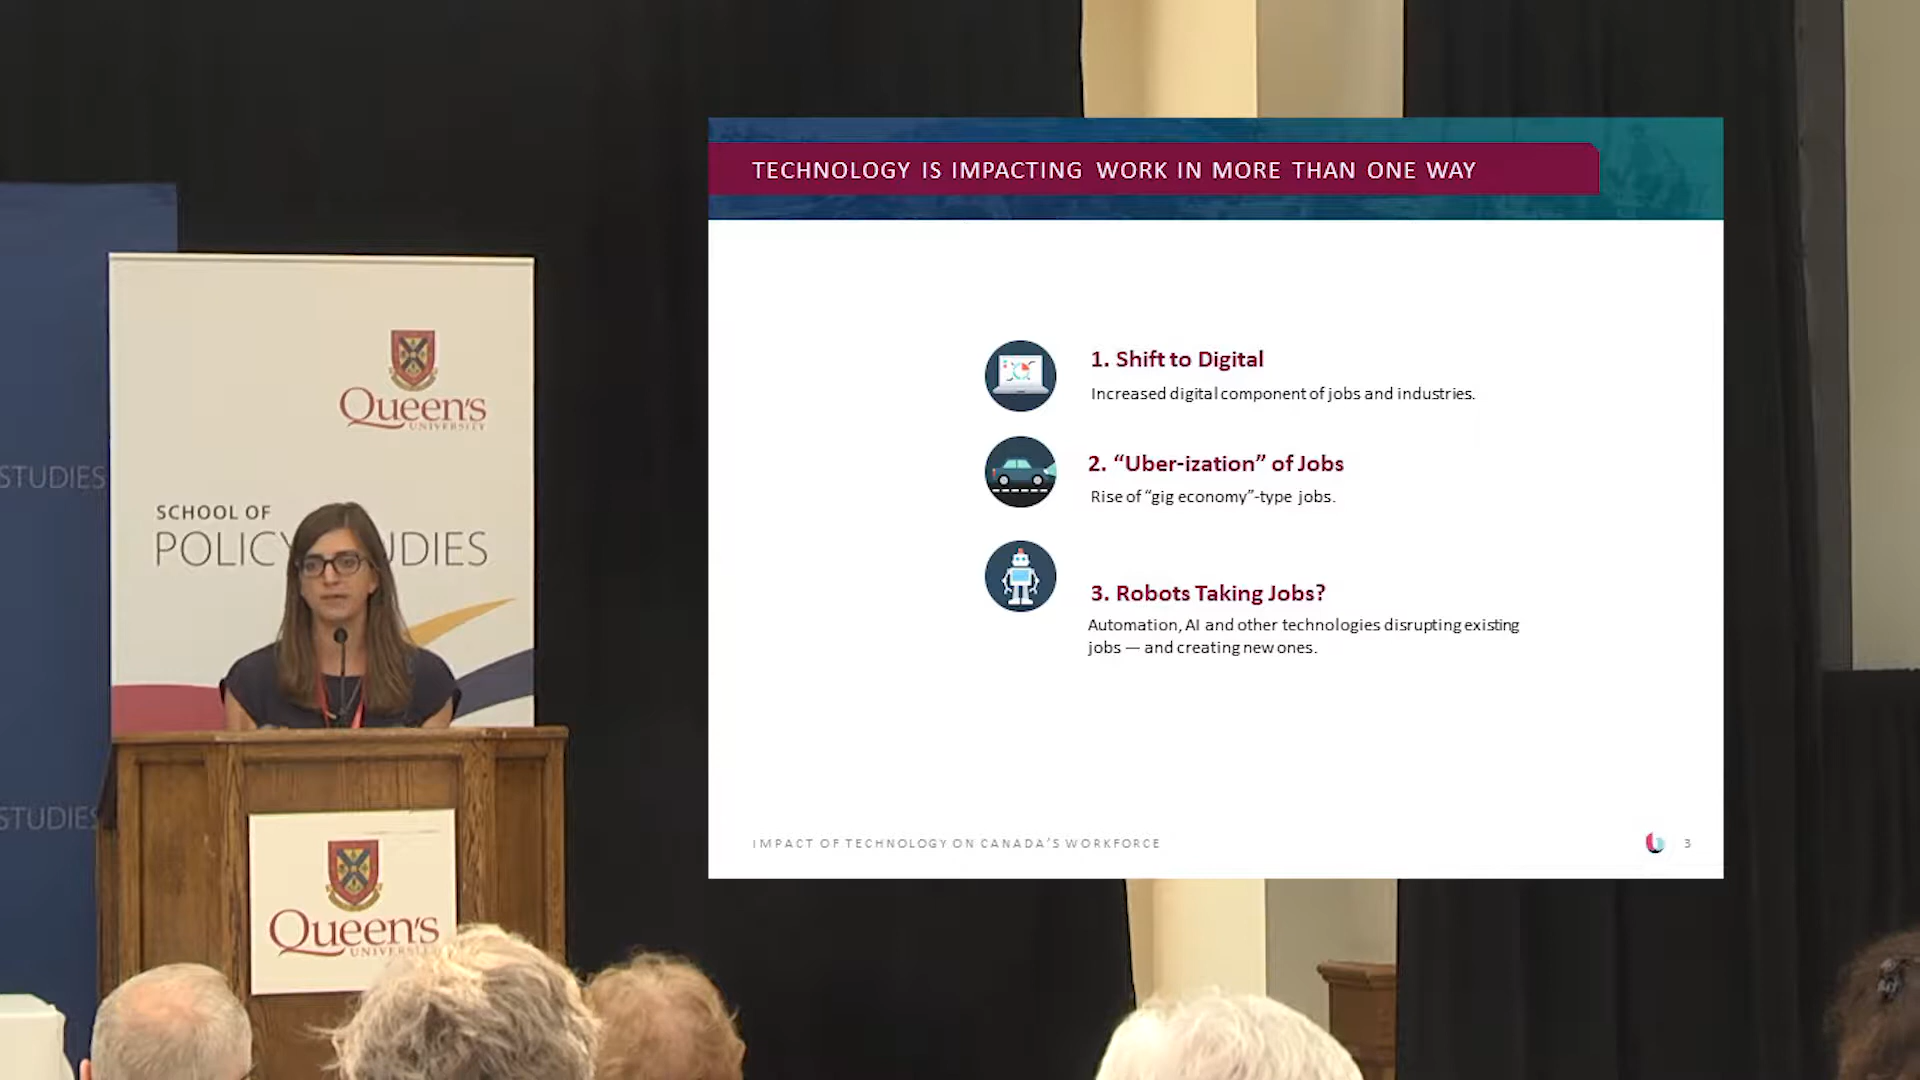 TECHNOLOGY IS IMPACTING WORK IN MORE THAN ONE WAY
1. Shift to Digital
Increased digital component of jobs and industries.
2. “Uber-ization” of Jobs
Rise of “gig economy”-type jobs.
3. Robots Taking Jobs?
Automation, AI and other technologies disrupting existing
jobs — and creating new ones.
IMPACT OF TECHNOLOGY ON CANADA'S WORKFORCE
3
STUDIES
STUDIES
Queen's
UNIVERSITY
SCHOOL OF
POLICY UDIES
Queen's
UNIVERSITY